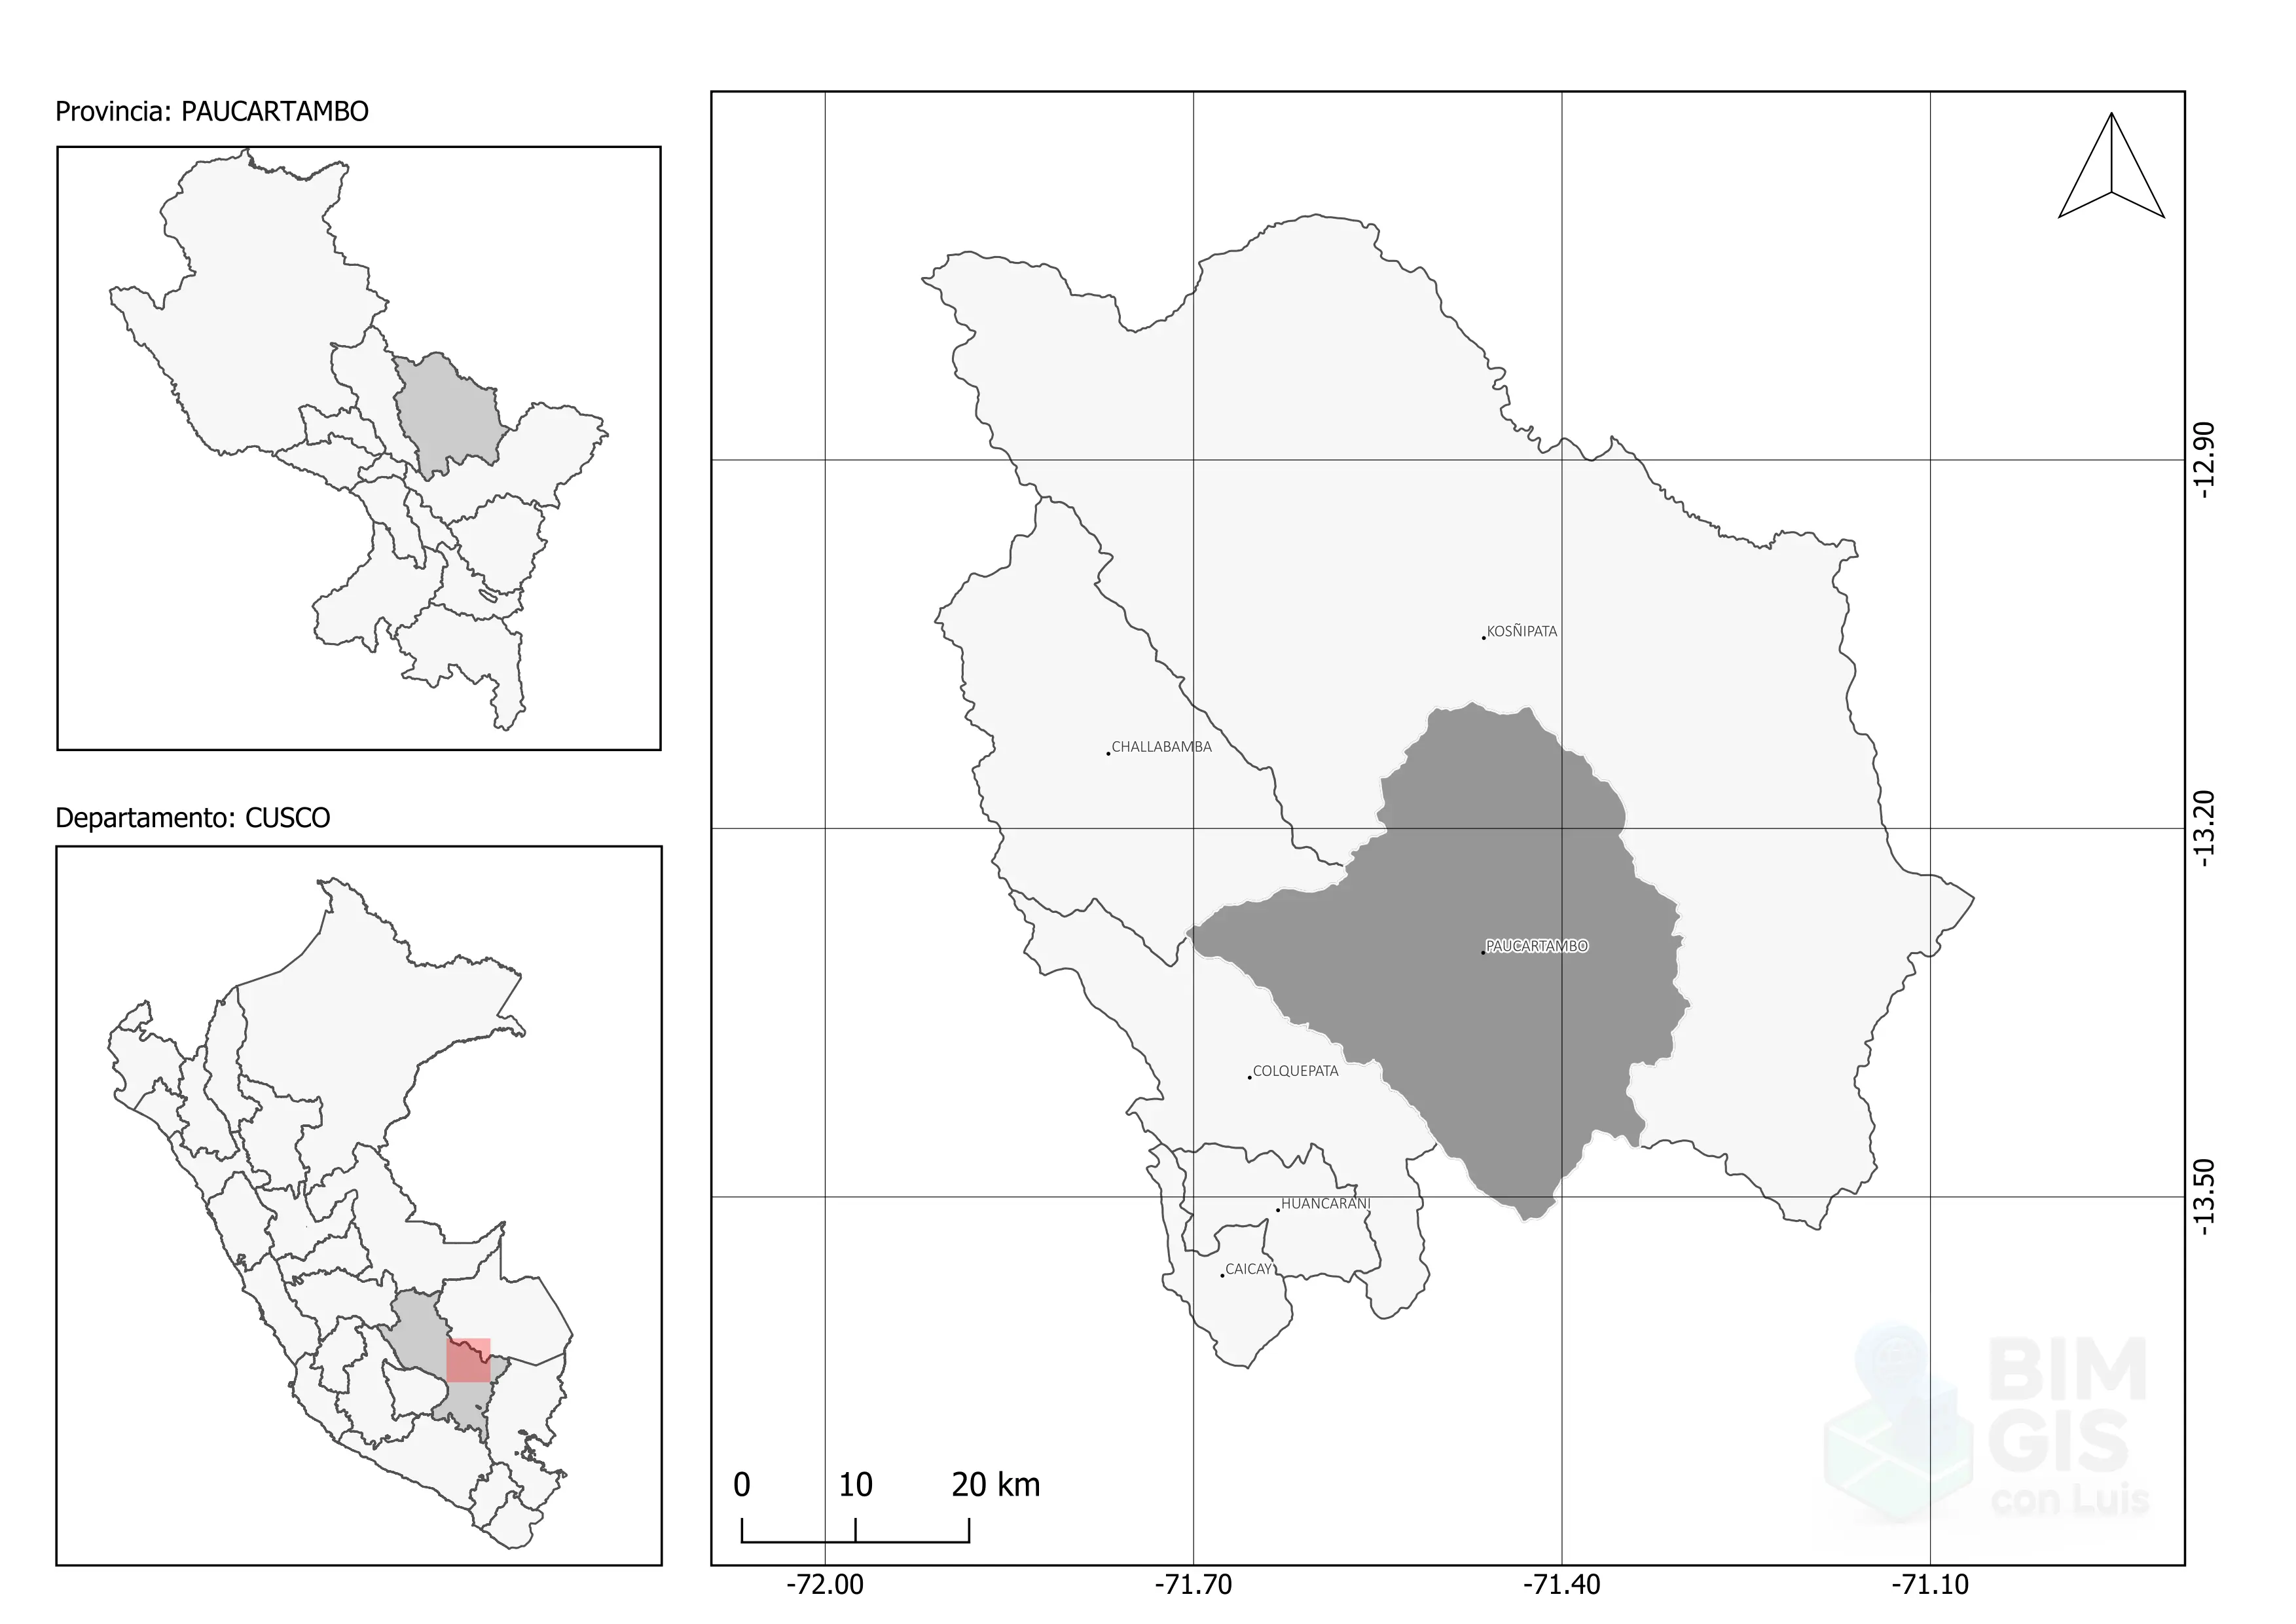 Provincia: PAUCARTAMBO
Departamento: CUSCO
KOSÑIPATA
CHALLABAMBA
PAUCARTAMBO
COLQUEPATA
HUANCARANI
CAICAY
-12.90
-13.20
-13.50
0 10 20 km
-72.00 -71.70 -71.40 -71.10
BIM
GIS
con Luis